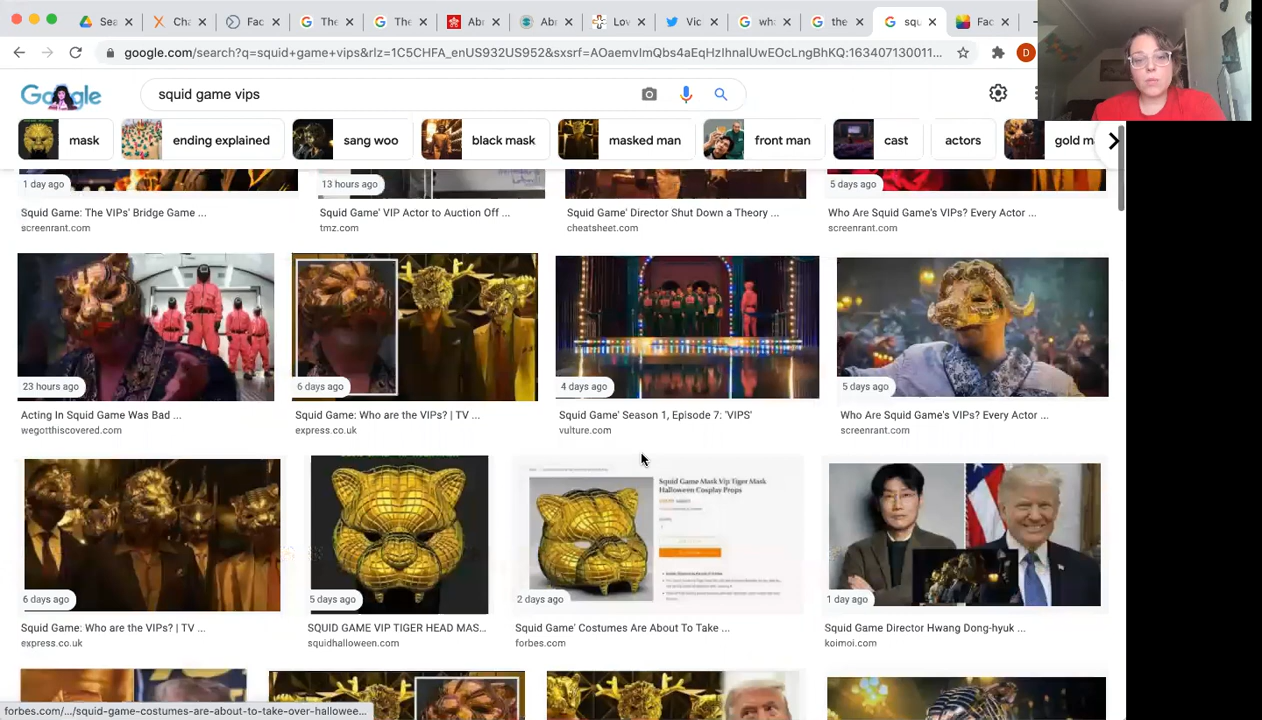 Sea
Cha
Fac
The
The
Abo
Abr
Lov
Vic
wha
the
squ
Fac
google.com/search?q=squid+game+vips&rlz=1C5CHFA_enUS932US952&sxsrf=AOaemvImQbs4aEqHzIhnalUwEOcLngBhKQ:163407130011...
D
Google
squid game vips
mask
ending explained
sang woo
black mask
masked man
front man
cast
actors
gold m
1 day ago
13 hours ago
5 days ago
Squid Game: The VIPs' Bridge Game ...
screenrant.com
Squid Game' VIP Actor to Auction Off ...
tmz.com
Squid Game' Director Shut Down a Theory ...
cheatsheet.com
Who Are Squid Game's VIPs? Every Actor ...
screenrant.com
23 hours ago
6 days ago
4 days ago
5 days ago
Acting In Squid Game Was Bad ...
wegotthiscovered.com
Squid Game: Who are the VIPs? | TV ...
express.co.uk
Squid Game' Season 1, Episode 7: 'VIPS'
vulture.com
Who Are Squid Game's VIPs? Every Actor ...
screenrant.com
Squid Game Mask Vip Tiger Mask
Halloween Cosplay Props
6 days ago
5 days ago
2 days ago
1 day ago
Squid Game: Who are the VIPs? | TV ...
express.co.uk
SQUID GAME VIP TIGER HEAD MAS...
squidhalloween.com
Squid Game' Costumes Are About To Take ...
forbes.com
Squid Game Director Hwang Dong-hyuk ...
koimoi.com
forbes.com/.../squid-game-costumes-are-about-to-take-over-hallowee...